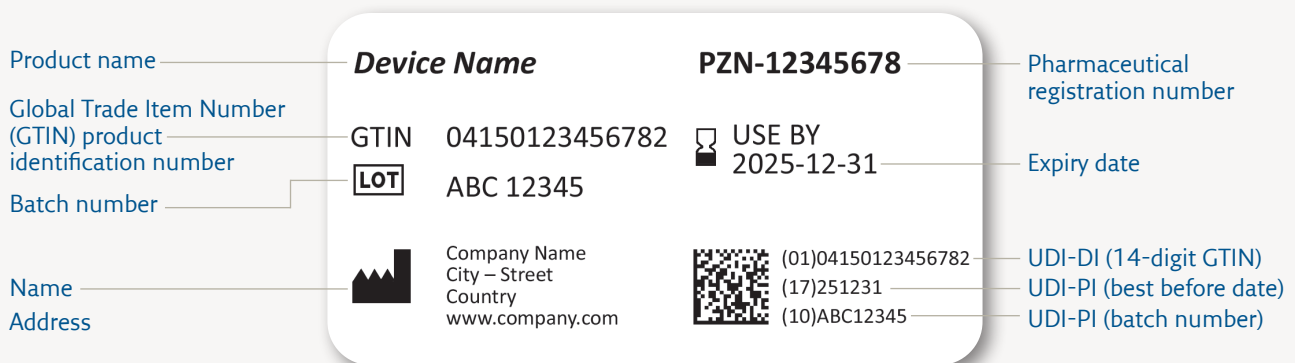 Product name
Global Trade Item Number
(GTIN) product
identification number
Batch number
Name
Address
Device Name
PZN-12345678
GTIN 04150123456782
USE BY
2025-12-31
LOT ABC 12345
Company Name
City – Street
Country
www.company.com
(01)04150123456782
(17)251231
(10)ABC12345
Pharmaceutical
registration number
Expiry date
UDI-DI (14-digit GTIN)
UDI-PI (best before date)
UDI-PI (batch number)